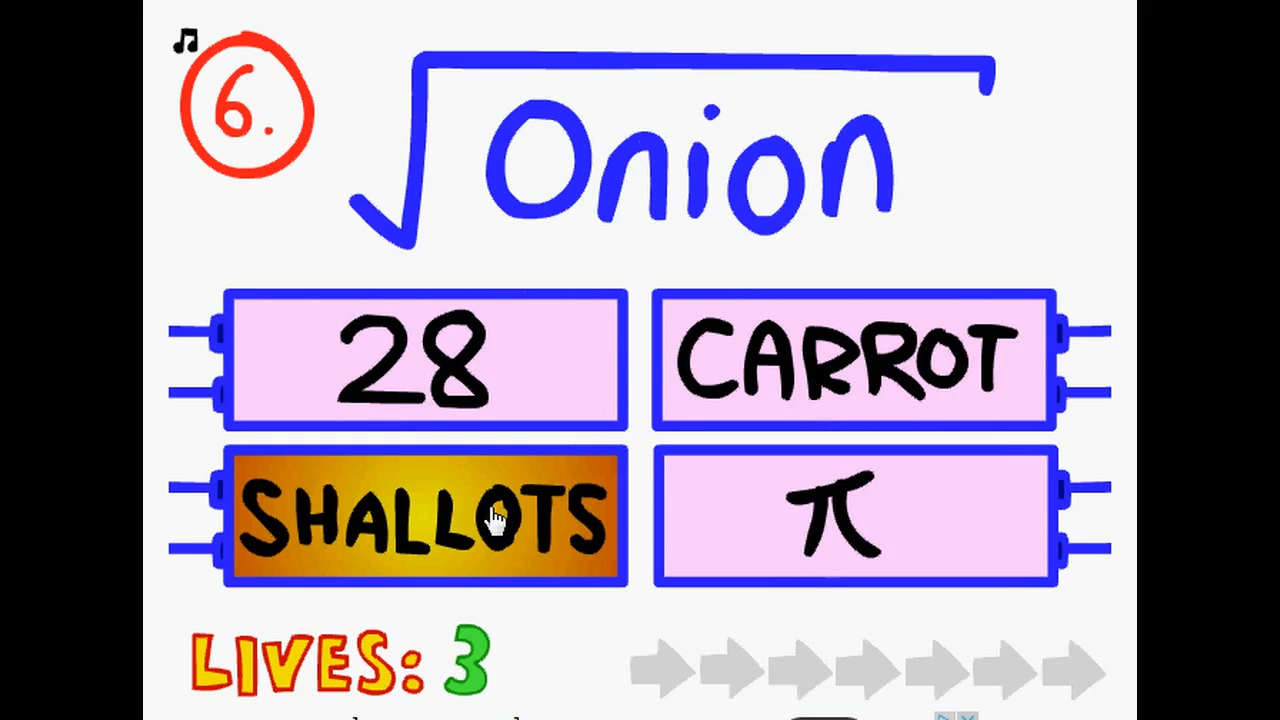 6.
√Onion
28
CARROT
SHALLOTS
π
LIVES: 3